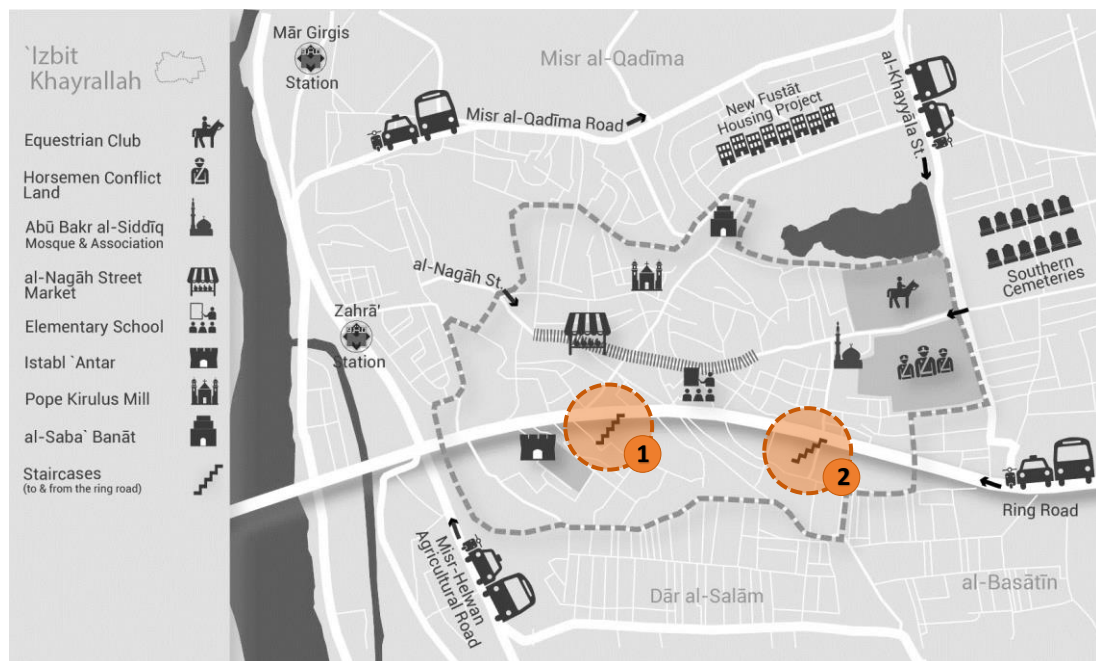 `Izbit
Khayrallah
Equestrian Club
Horsemen Conflict
Land
Abū Bakr al-Siddīq
Mosque & Association
al-Nagāh Street
Market
Elementary School
Istabl `Antar
Pope Kirulus Mill
al-Saba` Banāt
Staircases
(to & from the ring road)
Mār Girgis
Station
Misr al-Qadīma
Misr al-Qadīma Road
New Fustāt
Housing Project
al-Khayyāla St.
Southern
Cemeteries
al-Nagāh St.
Zahrā'
Station
1
2
Ring Road
Misr-Helwan
Agricultural Road
Dār al-Salām
al-Basātīn